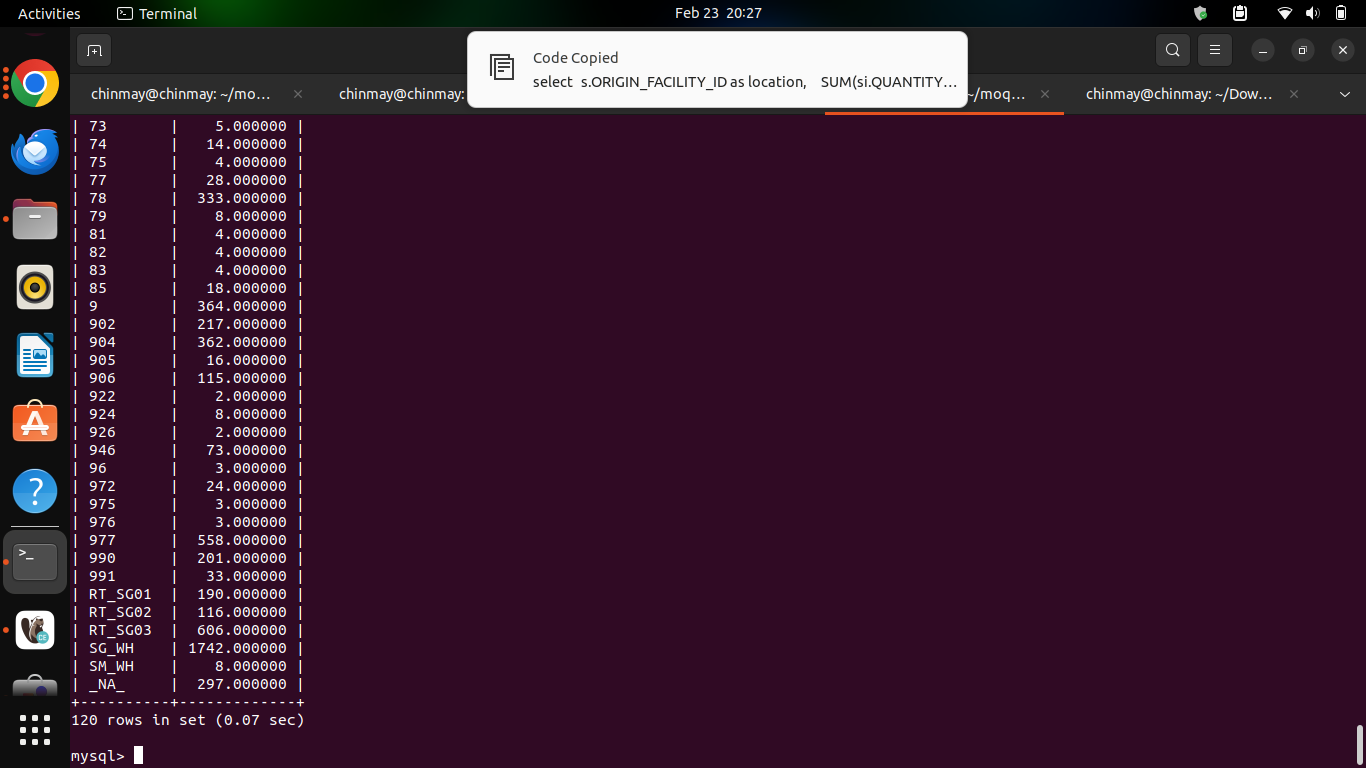 Activities
Terminal
Feb 23 20:27
Code Copied
select s.ORIGIN_FACILITY_ID as location, SUM(si.QUANTITY…
chinmay@chinmay: ~/mo…
chinmay@chinmay:
~/moq…
chinmay@chinmay: ~/Dow…
| 73 | 5.000000 |
| 74 | 14.000000 |
| 75 | 4.000000 |
| 77 | 28.000000 |
| 78 | 333.000000 |
| 79 | 8.000000 |
| 81 | 4.000000 |
| 82 | 4.000000 |
| 83 | 4.000000 |
| 85 | 18.000000 |
| 9 | 364.000000 |
| 902 | 217.000000 |
| 904 | 362.000000 |
| 905 | 16.000000 |
| 906 | 115.000000 |
| 922 | 2.000000 |
| 924 | 8.000000 |
| 926 | 2.000000 |
| 946 | 73.000000 |
| 96 | 3.000000 |
| 972 | 24.000000 |
| 975 | 3.000000 |
| 976 | 3.000000 |
| 977 | 558.000000 |
| 990 | 201.000000 |
| 991 | 33.000000 |
| RT_SG01 | 190.000000 |
| RT_SG02 | 116.000000 |
| RT_SG03 | 606.000000 |
| SG_WH | 1742.000000 |
| SM_WH | 8.000000 |
| _NA_ | 297.000000 |
+----------+-------------+
120 rows in set (0.07 sec)
mysql>